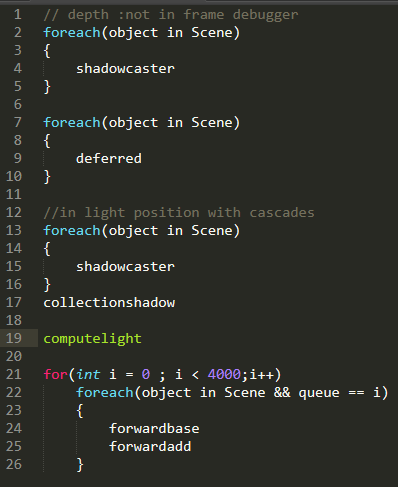 1 // depth :not in frame debugger
2 foreach(object in Scene)
3 {
4 shadowcaster
5 }
6
7 foreach(object in Scene)
8 {
9 deferred
10 }
11
12 //in light position with cascades
13 foreach(object in Scene)
14 {
15 shadowcaster
16 }
17 collectionshadow
18
19 computelight
20
21 for(int i = 0 ; i < 4000;i++)
22 foreach(object in Scene && queue == i)
23 {
24 forwardbase
25 forwardadd
26 }